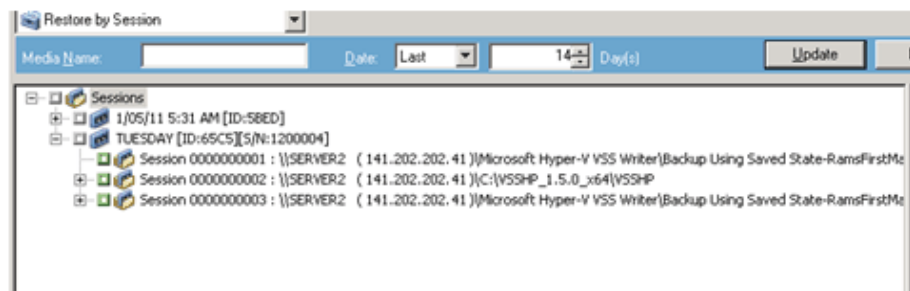 Restore by Session
Media Name: Date: Last 14 Day(s) Update
Sessions
1/05/11 5:31 AM [ID:5BED]
TUESDAY [ID:65C5][S/N:1200004]
Session 0000000001 : \\SERVER2 ( 141.202.202. 41 )\Microsoft Hyper-V VSS Writer\Backup Using Saved State-RamsFirstMa
Session 0000000002 : \\SERVER2 ( 141.202.202. 41 )\C:\VSSHP_1.5.0_x64\VSSHP
Session 0000000003 : \\SERVER2 ( 141.202.202. 41 )\Microsoft Hyper-V VSS Writer\Backup Using Saved State-RamsFirstMa